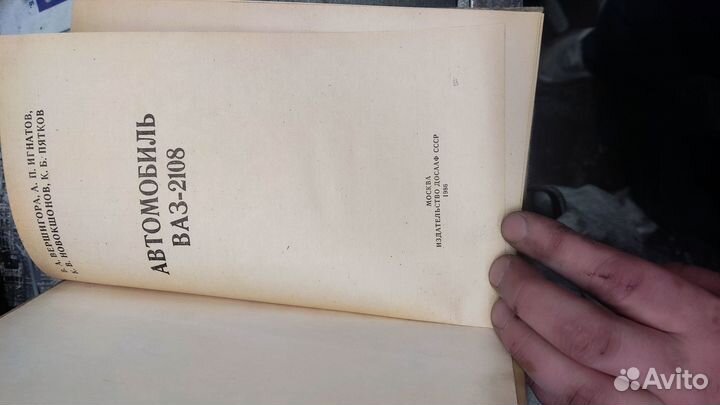 В. А. ВЕРШИГОРА, А. П. ИГНАТОВ,
К. В. НОВОКШОНОВ, К. Б. ПЯТКОВ
АВТОМОБИЛЬ
ВАЗ-2108
МОСКВА
ИЗДАТЕЛЬСТВО ДОСААФ СССР
1986
Avito